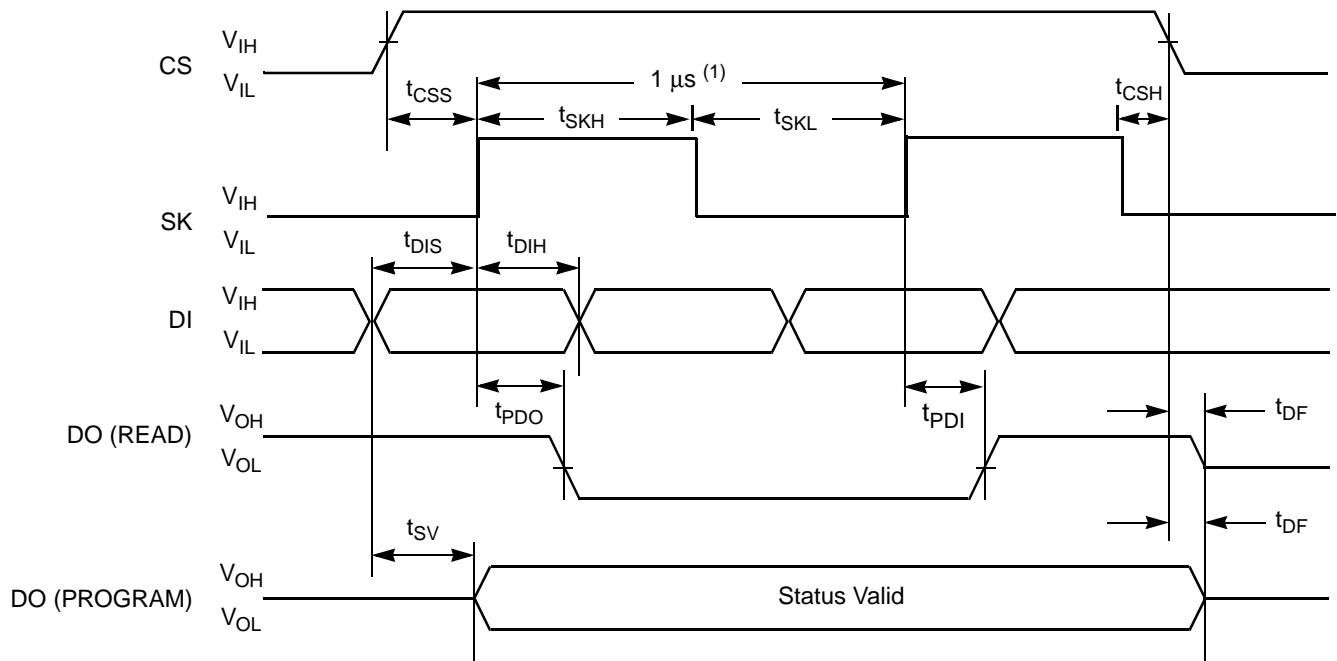 CS
V_IH
V_IL
t_CSS
1 μs (1)
t_SKH
t_SKL
t_CSH
SK
V_IH
V_IL
t_DIS
t_DIH
DI
V_IH
V_IL
t_PDO
t_PDI
t_DF
DO (READ)
V_OH
V_OL
t_SV
t_DF
DO (PROGRAM)
V_OH
V_OL
Status Valid